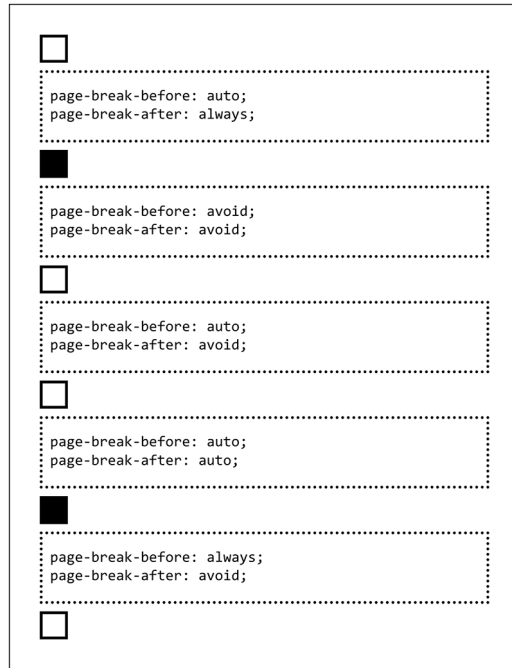 page-break-before: auto;
page-break-after: always;
page-break-before: avoid;
page-break-after: avoid;
page-break-before: auto;
page-break-after: avoid;
page-break-before: auto;
page-break-after: auto;
page-break-before: always;
page-break-after: avoid;